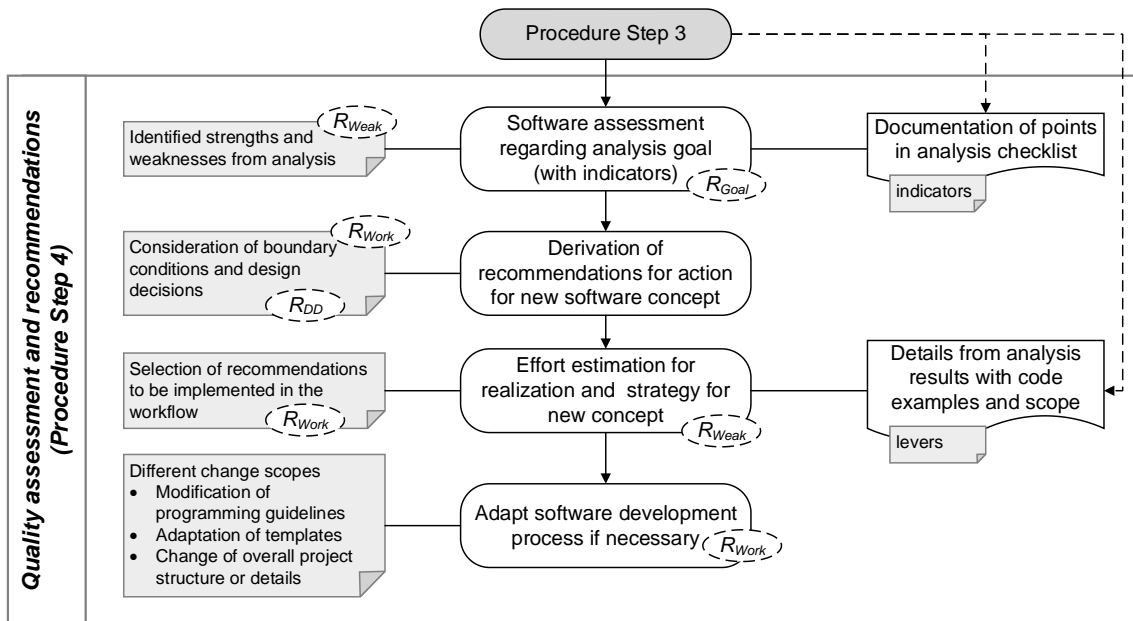 Procedure Step 3
Quality assessment and recommendations
(Procedure Step 4)
Identified strengths and
weaknesses from analysis
R_Weak
Software assessment
regarding analysis goal
(with indicators)
R_Goal
Documentation of points
in analysis checklist
indicators
Consideration of boundary
conditions and design
decisions
R_Work
R_DD
Derivation of
recommendations for action
for new software concept
Selection of recommendations
to be implemented in the
workflow
R_Work
Effort estimation for
realization and strategy for
new concept
R_Weak
Details from analysis
results with code
examples and scope
levers
Different change scopes
• Modification of
programming guidelines
• Adaptation of templates
• Change of overall project
structure or details
Adapt software development
process if necessary
R_Work